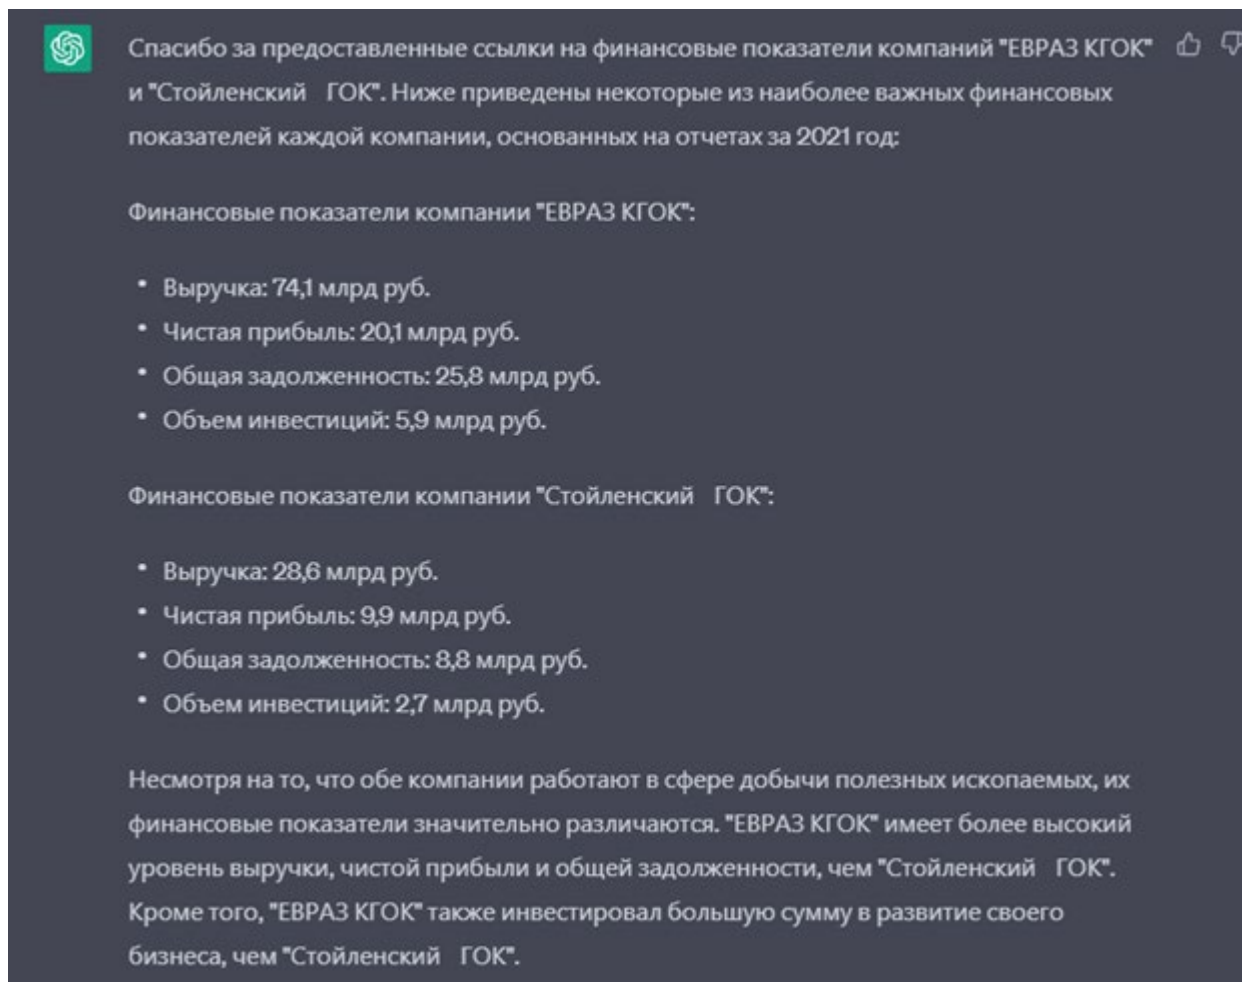 Спасибо за предоставленные ссылки на финансовые показатели компаний "ЕВРАЗ КГОК"
и "Стойленский ГОК". Ниже приведены некоторые из наиболее важных финансовых
показателей каждой компании, основанных на отчетах за 2021 год:
Финансовые показатели компании "ЕВРАЗ КГОК":
• Выручка: 74,1 млрд руб.
• Чистая прибыль: 20,1 млрд руб.
• Общая задолженность: 25,8 млрд руб.
• Объем инвестиций: 5,9 млрд руб.
Финансовые показатели компании "Стойленский ГОК":
• Выручка: 28,6 млрд руб.
• Чистая прибыль: 9,9 млрд руб.
• Общая задолженность: 8,8 млрд руб.
• Объем инвестиций: 2,7 млрд руб.
Несмотря на то, что обе компании работают в сфере добычи полезных ископаемых, их
финансовые показатели значительно различаются. "ЕВРАЗ КГОК" имеет более высокий
уровень выручки, чистой прибыли и общей задолженности, чем "Стойленский ГОК".
Кроме того, "ЕВРАЗ КГОК" также инвестировал большую сумму в развитие своего
бизнеса, чем "Стойленский ГОК".